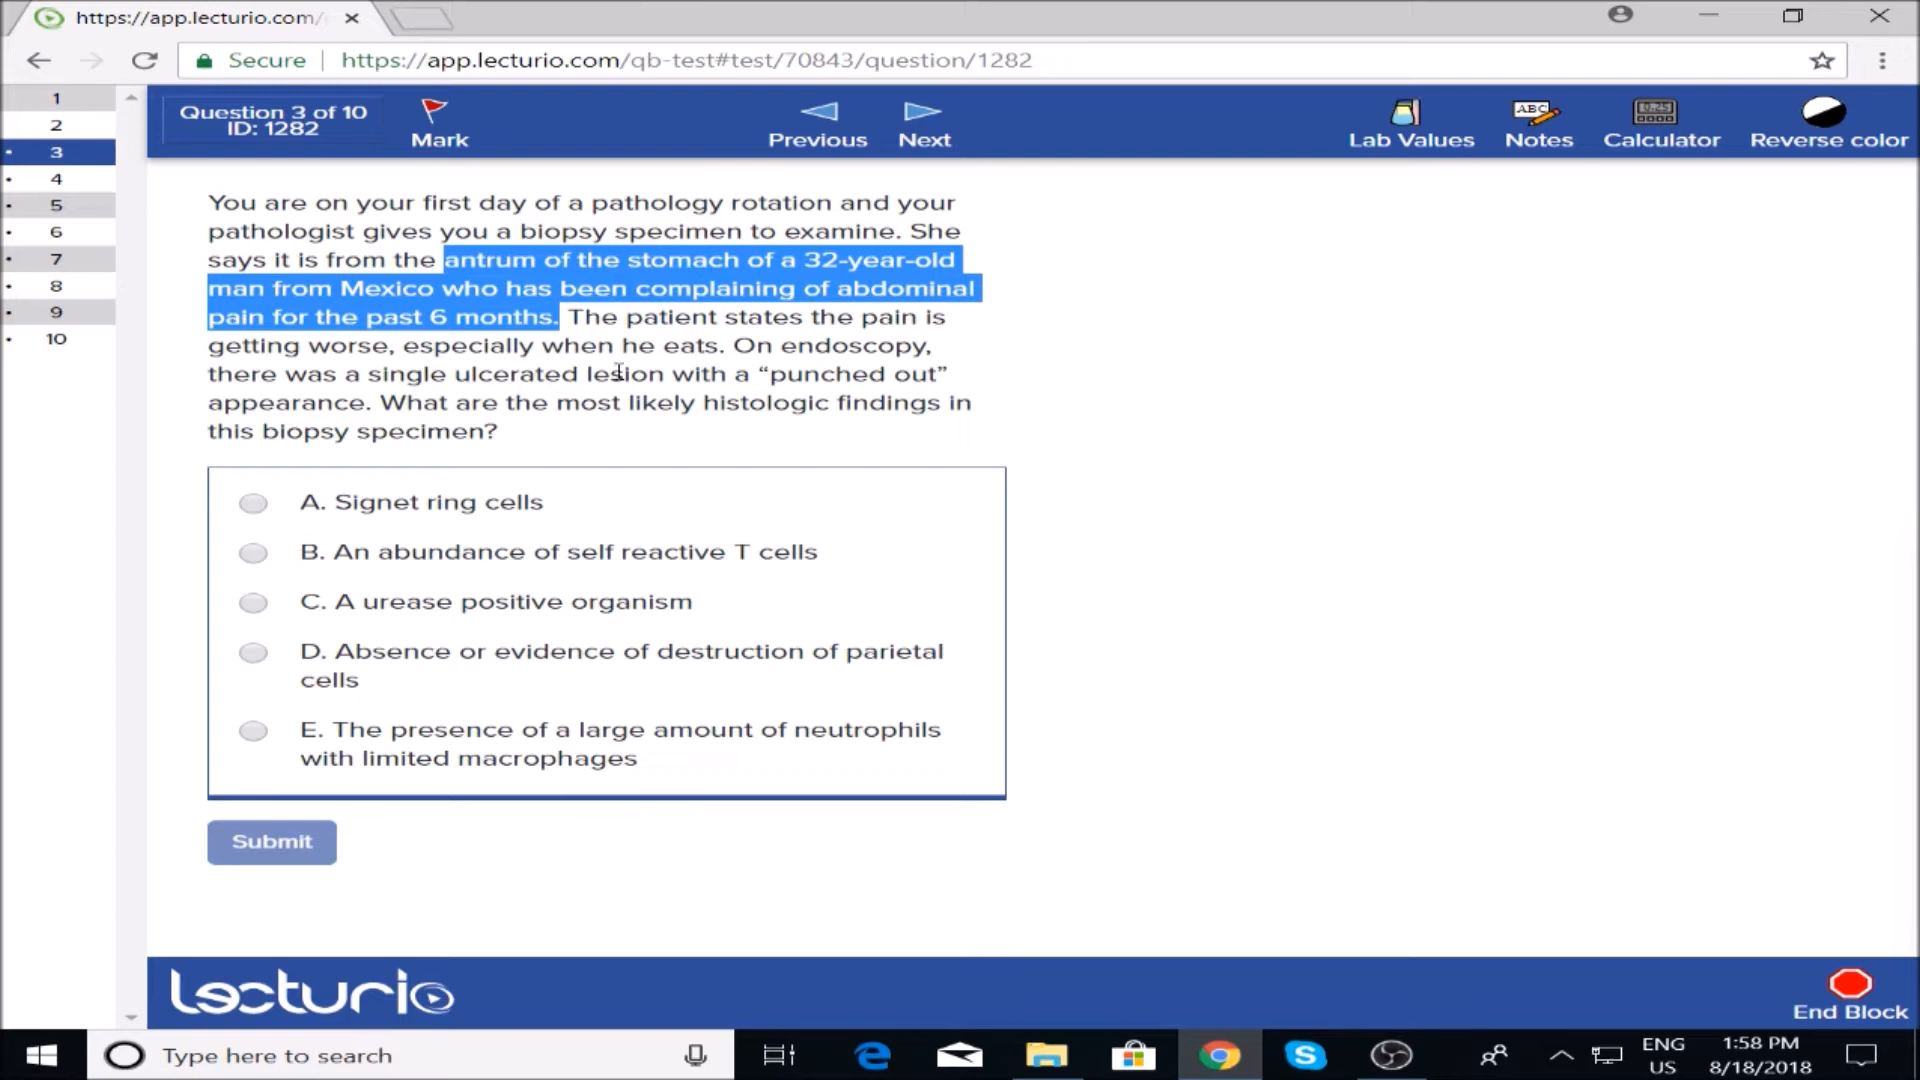 https://app.lecturio.com/
Secure
https://app.lecturio.com/qb-test#test/70843/question/1282
1
2
3
4
5
6
7
8
9
10
Question 3 of 10
ID: 1282
Mark
Previous
Next
Lab Values
Notes
Calculator
Reverse color
You are on your first day of a pathology rotation and your
pathologist gives you a biopsy specimen to examine. She
says it is from the antrum of the stomach of a 32-year-old
man from Mexico who has been complaining of abdominal
pain for the past 6 months. The patient states the pain is
getting worse, especially when he eats. On endoscopy,
there was a single ulcerated lesion with a “punched out”
appearance. What are the most likely histologic findings in
this biopsy specimen?
A. Signet ring cells
B. An abundance of self reactive T cells
C. A urease positive organism
D. Absence or evidence of destruction of parietal
cells
E. The presence of a large amount of neutrophils
with limited macrophages
Submit
lecturio
End Block
Type here to search
ENG
US
1:58 PM
8/18/2018